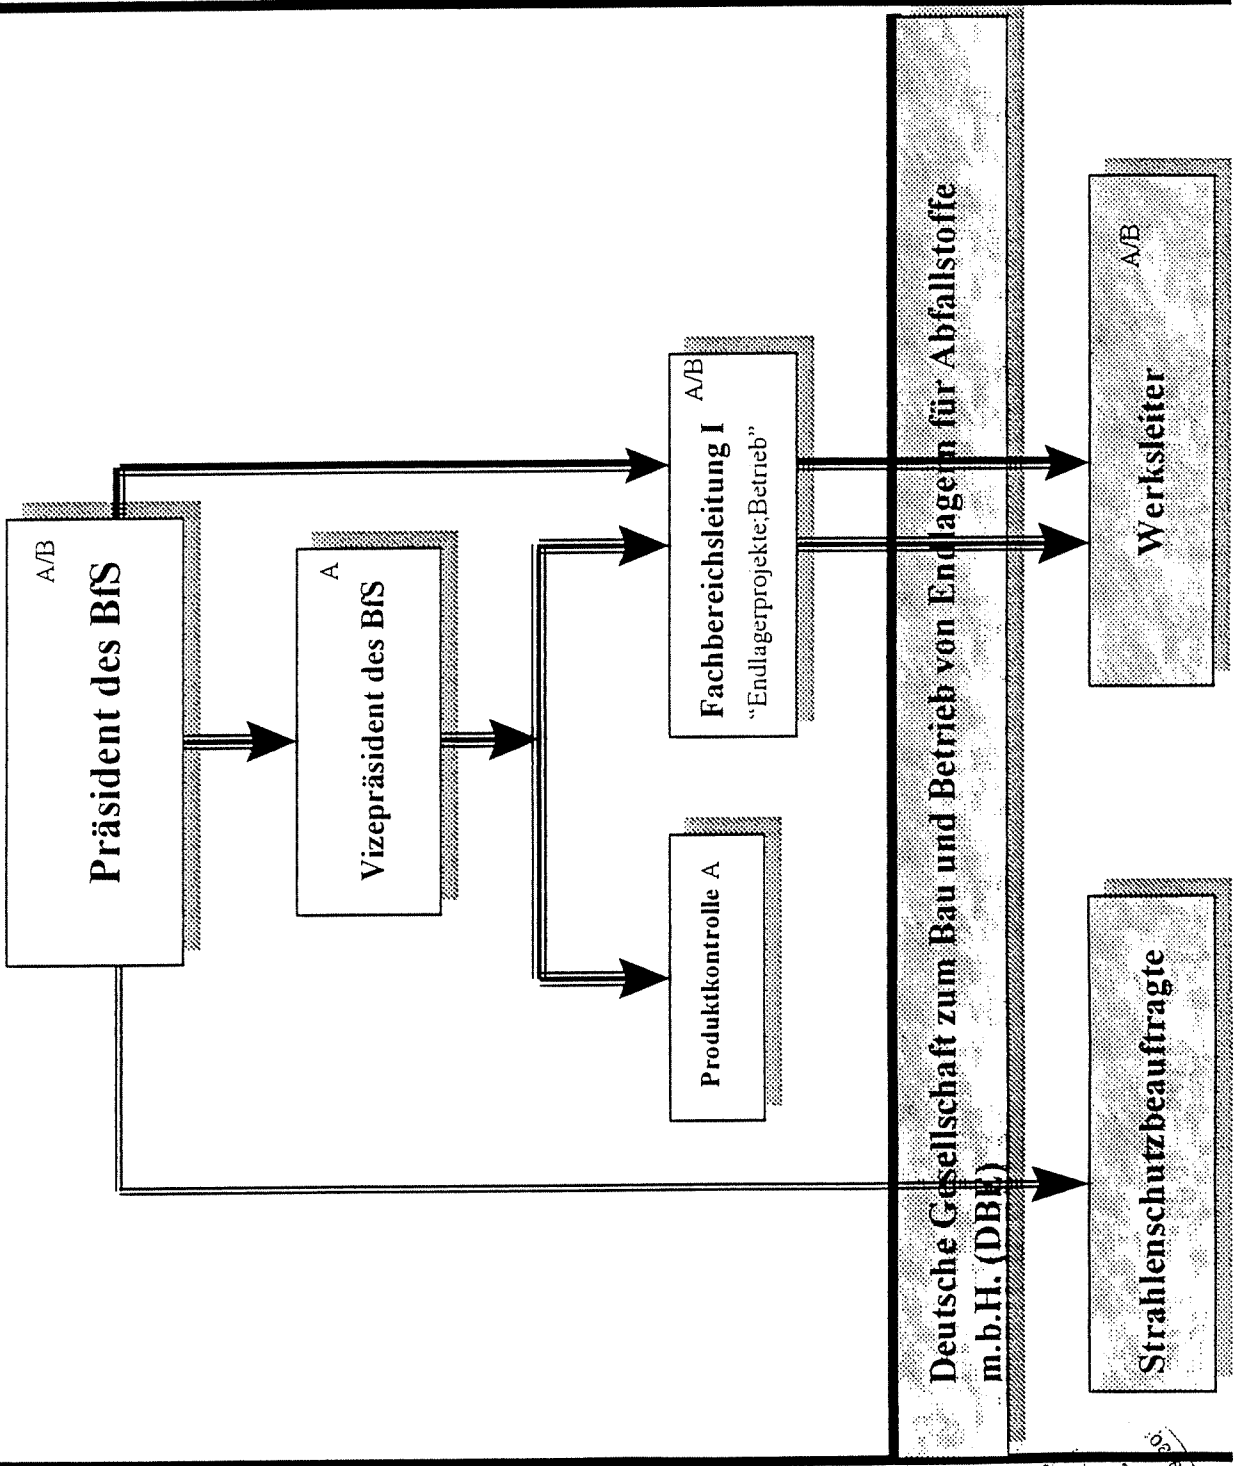 A/B
Präsident des BfS
A
Vizepräsident des BfS
Produktkontrolle A
A/B
Fachbereichsleitung I
“Endlagerprojekte;Betrieb”
Deutsche Gesellschaft zum Bau und Betrieb von Endlagern für Abfallstoffe
m.b.H. (DBE)
Strahlenschutzbeauftragte
A/B
Werksleiter